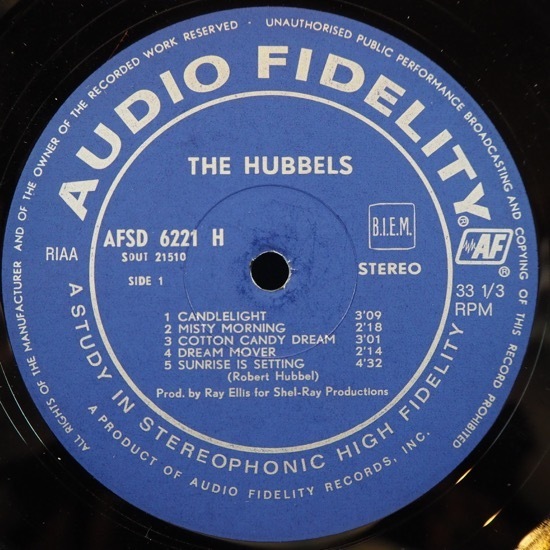 ALL RIGHTS OF THE MANUFACTURER AND OF THE OWNER OF THE RECORDED WORK RESERVED · UNAUTHORISED PUBLIC PERFORMANCE BROADCASTING AND COPYING OF THIS RECORD PROHIBITED
AUDIO FIDELITY®
THE HUBBELS
AFSD 6221 H
SDUT 21510
SIDE 1
RIAA
B.I.E.M.
STEREO
AF®
33 1/3
RPM
1 CANDLELIGHT 3'09
2 MISTY MORNING 2'18
3 COTTON CANDY DREAM 3'01
4 DREAM MOVER 2'14
5 SUNRISE IS SETTING 4'32
(Robert Hubbel)
Prod. by Ray Ellis for Shel-Ray Productions
A STUDY IN STEREOPHONIC HIGH FIDELITY
A PRODUCT OF AUDIO FIDELITY RECORDS, INC.